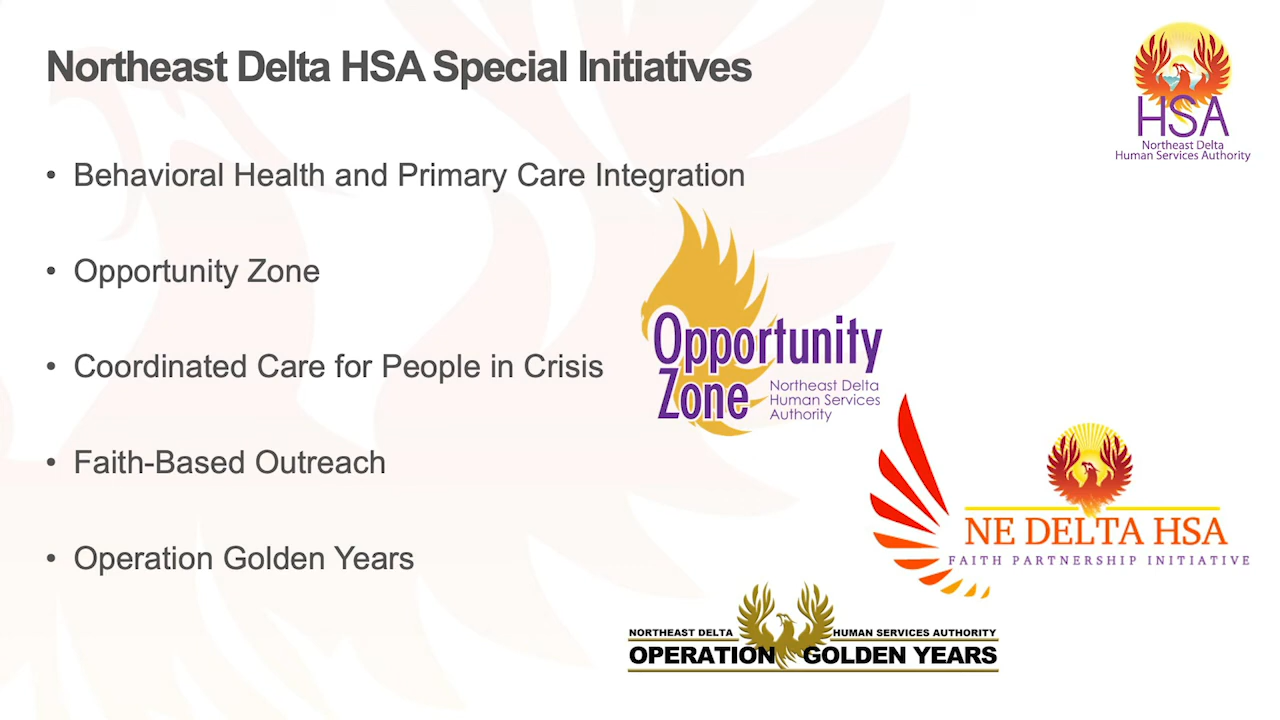 Northeast Delta HSA Special Initiatives
HSA
Northeast Delta
Human Services Authority
• Behavioral Health and Primary Care Integration
• Opportunity Zone
• Coordinated Care for People in Crisis
• Faith-Based Outreach
• Operation Golden Years
Opportunity
Zone
Northeast Delta
Human Services
Authority
NE DELTA HSA
FAITH PARTNERSHIP INITIATIVE
NORTHEAST DELTA HUMAN SERVICES AUTHORITY
OPERATION GOLDEN YEARS